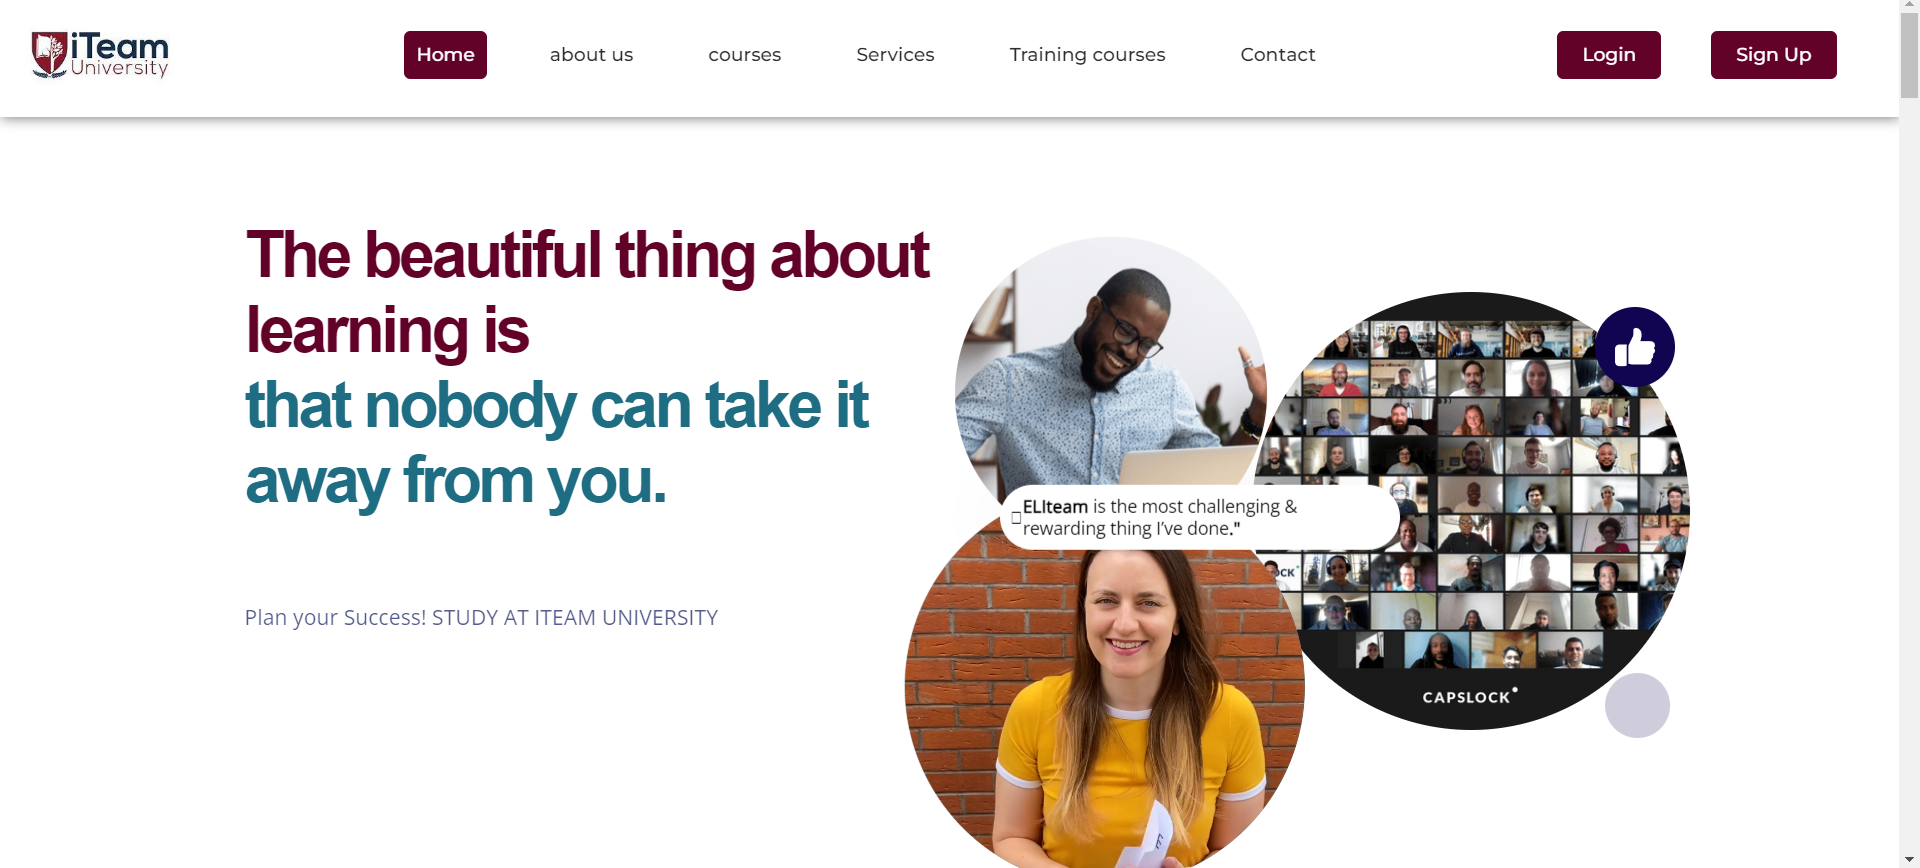 iTeam
University
Home
about us
courses
Services
Training courses
Contact
Login
Sign Up
The beautiful thing about
learning is
that nobody can take it
away from you.
ELIteam is the most challenging &
rewarding thing I've done."
Plan your Success! STUDY AT ITEAM UNIVERSITY
CAPSLOCK